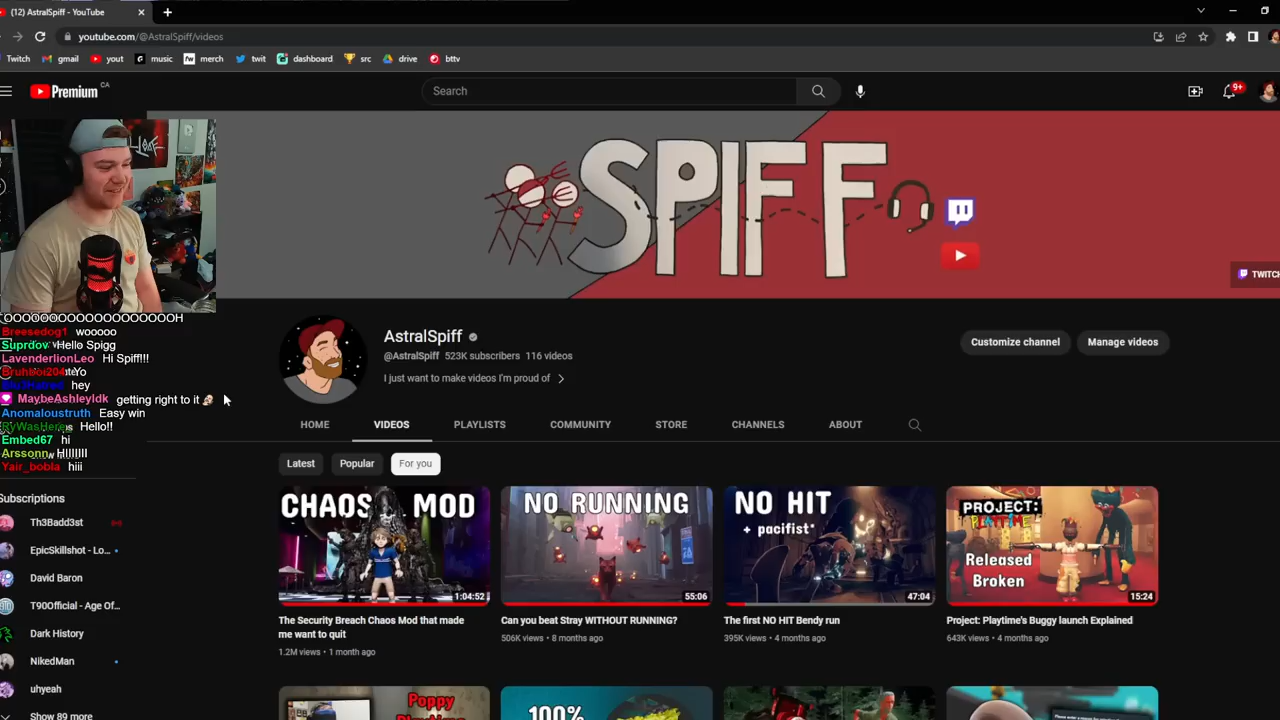 (12) AstralSpiff - YouTube
youtube.com/@AstralSpiff/videos
Twitch gmail yout music merch twit dashboard src drive bttv
Premium CA
Search
9+
SPIFF
TWITCH
AstralSpiff
@AstralSpiff 523K subscribers 116 videos
I just want to make videos I'm proud of
Customize channel
Manage videos
HOME VIDEOS PLAYLISTS COMMUNITY STORE CHANNELS ABOUT
Latest Popular For you
OOOOOOOOOOOOOOOOOOOH
Breesedog1 wooooo
Suprdov Hello Spigg
LavenderlionLeo Hi Spiff!!!
Bruhboi204 Yo
hey
MaybeAshleyIdk getting right to it
Anomaloustruth Easy win
RyWasHere Hello!!
Embed67 hi
Arssonn HIIIIIII
Yair_bobla hiii
Subscriptions
Th3Badd3st
EpicSkillshot - Lo...
David Baron
T90Official - Age Of...
Dark History
NikedMan
uhyeah
Show 89 more
CHAOS MOD
1:04:52
The Security Breach Chaos Mod that made
me want to quit
1.2M views • 1 month ago
NO RUNNING
55:06
Can you beat Stray WITHOUT RUNNING?
506K views • 8 months ago
NO HIT
+ pacifist*
47:04
The first NO HIT Bendy run
395K views • 4 months ago
PROJECT:
PLAYTIME
Released
Broken
15:24
Project: Playtime's Buggy launch Explained
643K views • 4 months ago
Poppy
100%